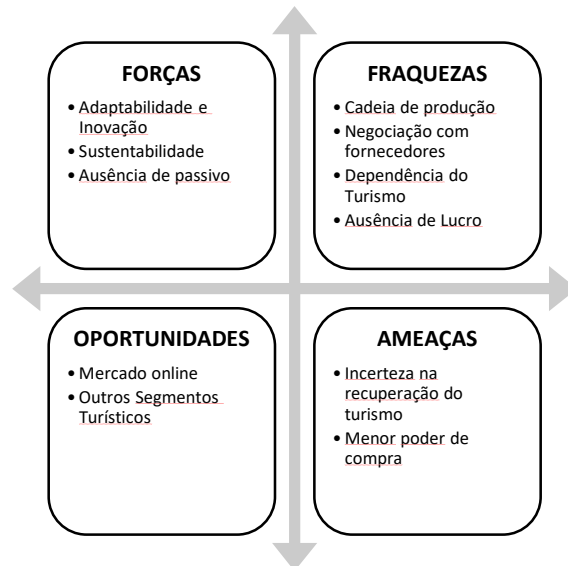 FORÇAS
• Adaptabilidade e
Inovação
• Sustentabilidade
• Ausência de passivo
FRAQUEZAS
• Cadeia de produção
• Negociação com
fornecedores
• Dependência do
Turismo
• Ausência de Lucro
OPORTUNIDADES
• Mercado online
• Outros Segmentos
Turísticos
AMEAÇAS
• Incerteza na
recuperação do
turismo
• Menor poder de
compra